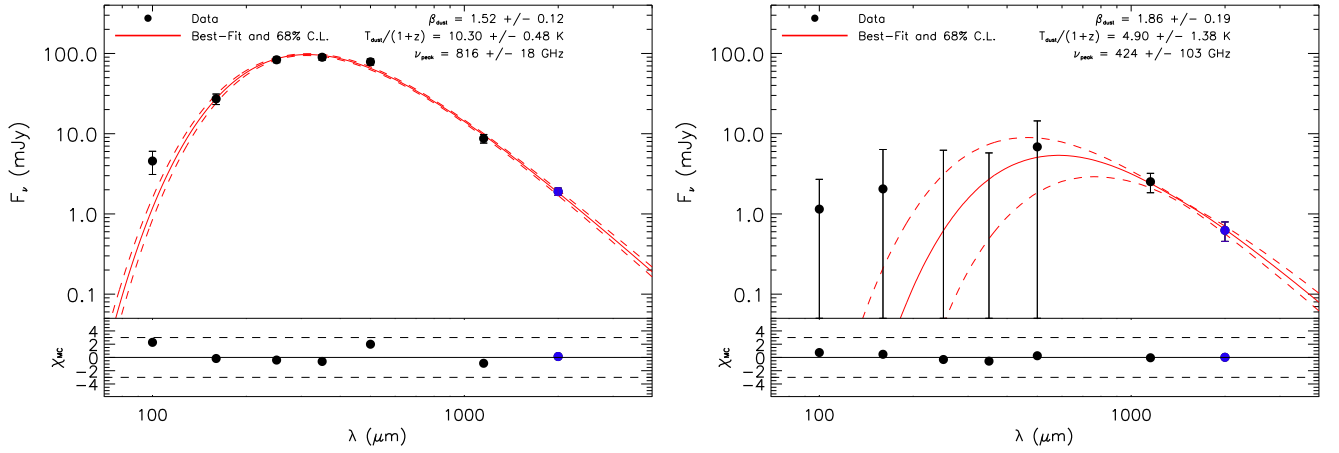 Data
Best-Fit and 68% C.L.
β_dust = 1.52 +/- 0.12
T_dust/(1+z) = 10.30 +/- 0.48 K
ν_peak = 816 +/- 18 GHz
100.0
10.0
1.0
0.1
F_ν (mJy)
4
2
0
-2
-4
χ_MC
100
1000
λ (μm)
Data
Best-Fit and 68% C.L.
β_dust = 1.86 +/- 0.19
T_dust/(1+z) = 4.90 +/- 1.38 K
ν_peak = 424 +/- 103 GHz
100.0
10.0
1.0
0.1
F_ν (mJy)
4
2
0
-2
-4
χ_MC
100
1000
λ (μm)